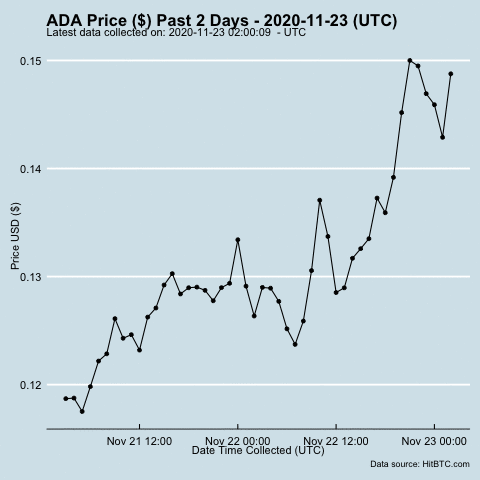 ADA Price ($) Past 2 Days - 2020-11-23 (UTC)
Latest data collected on: 2020-11-23 02:00:09 - UTC
0.15
0.14
0.13
0.12
Price USD ($)
Nov 21 12:00 Nov 22 00:00 Nov 22 12:00 Nov 23 00:00
Date Time Collected (UTC)
Data source: HitBTC.com